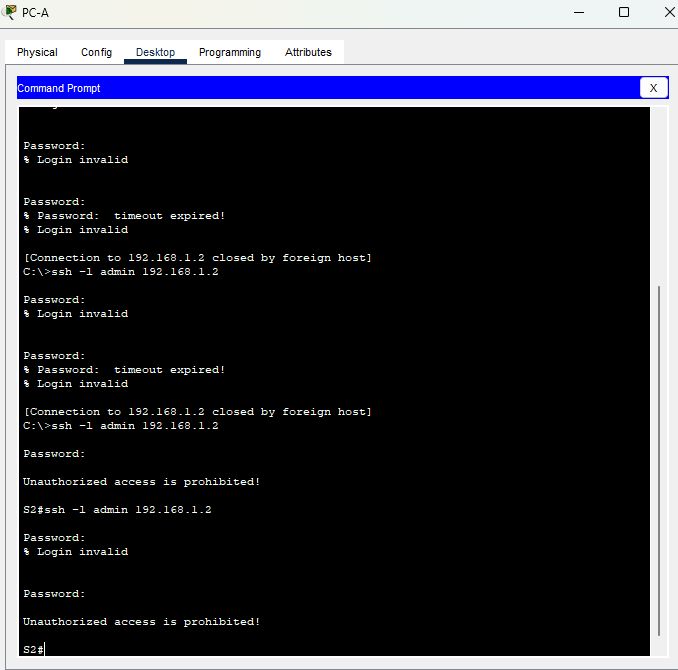 PC-A
Physical Config Desktop Programming Attributes
Command Prompt X
Password:
% Login invalid
Password:
% Password:  timeout expired!
% Login invalid
[Connection to 192.168.1.2 closed by foreign host]
C:\>ssh -l admin 192.168.1.2
Password:
% Login invalid
Password:
% Password:  timeout expired!
% Login invalid
[Connection to 192.168.1.2 closed by foreign host]
C:\>ssh -l admin 192.168.1.2
Password:
Unauthorized access is prohibited!
S2#ssh -l admin 192.168.1.2
Password:
% Login invalid
Password:
Unauthorized access is prohibited!
S2#